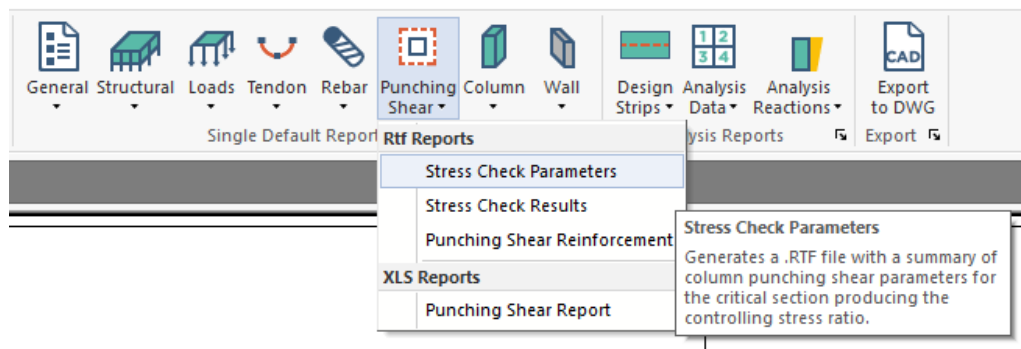 1 2
3 4
CAD
General Structural Loads Tendon Rebar Punching Column Wall Design Analysis Analysis Export
Shear Strips Data Reactions to DWG
Single Default Report ysis Reports Export
Rtf Reports
Stress Check Parameters
Stress Check Results
Punching Shear Reinforcement
XLS Reports
Punching Shear Report
Stress Check Parameters
Generates a .RTF file with a summary of
column punching shear parameters for
the critical section producing the
controlling stress ratio.